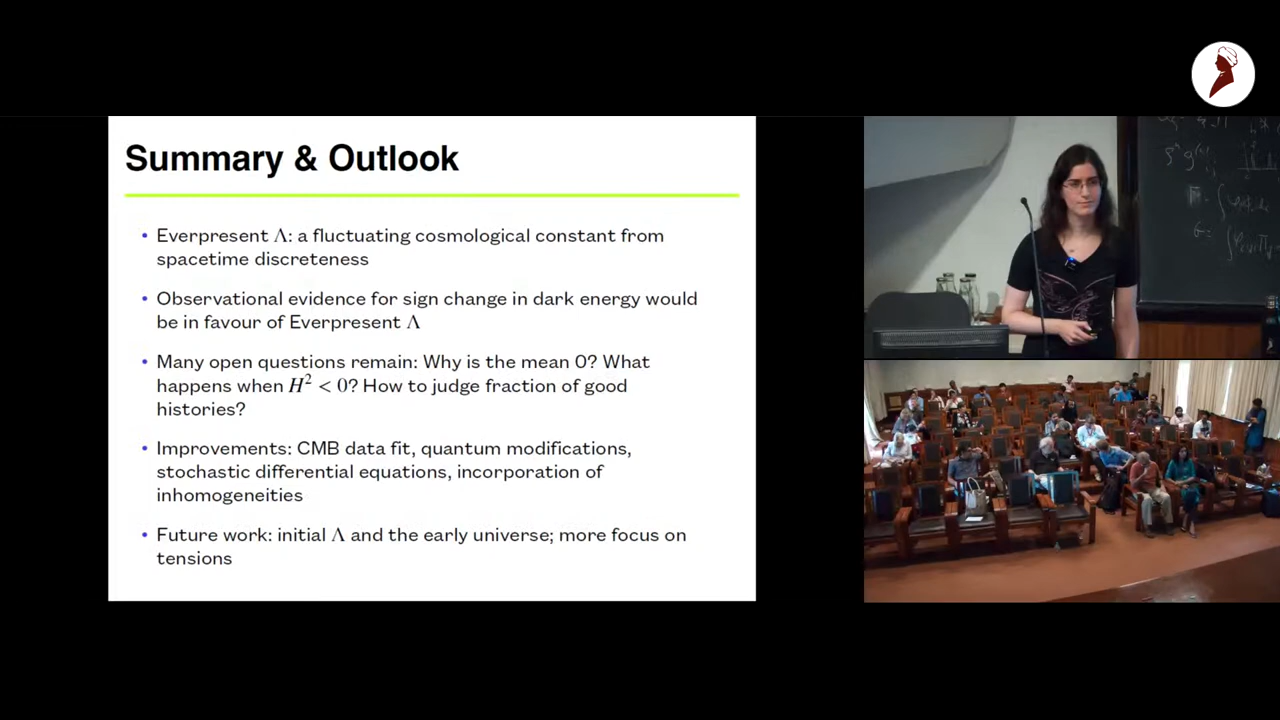 Summary & Outlook
• Everpresent Λ: a fluctuating cosmological constant from
spacetime discreteness
• Observational evidence for sign change in dark energy would
be in favour of Everpresent Λ
• Many open questions remain: Why is the mean 0? What
happens when H² < 0? How to judge fraction of good
histories?
• Improvements: CMB data fit, quantum modifications,
stochastic differential equations, incorporation of
inhomogeneities
• Future work: initial Λ and the early universe; more focus on
tensions